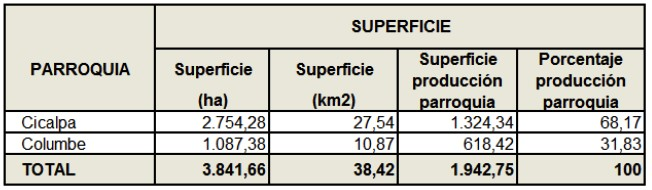 SUPERFICIE
PARROQUIA
Superficie (ha)
Superficie (km2)
Superficie producción parroquia
Porcentaje producción parroquia
Cicalpa 2.754,28 27,54 1.324,34 68,17
Columbe 1.087,38 10,87 618,42 31,83
TOTAL 3.841,66 38,42 1.942,75 100